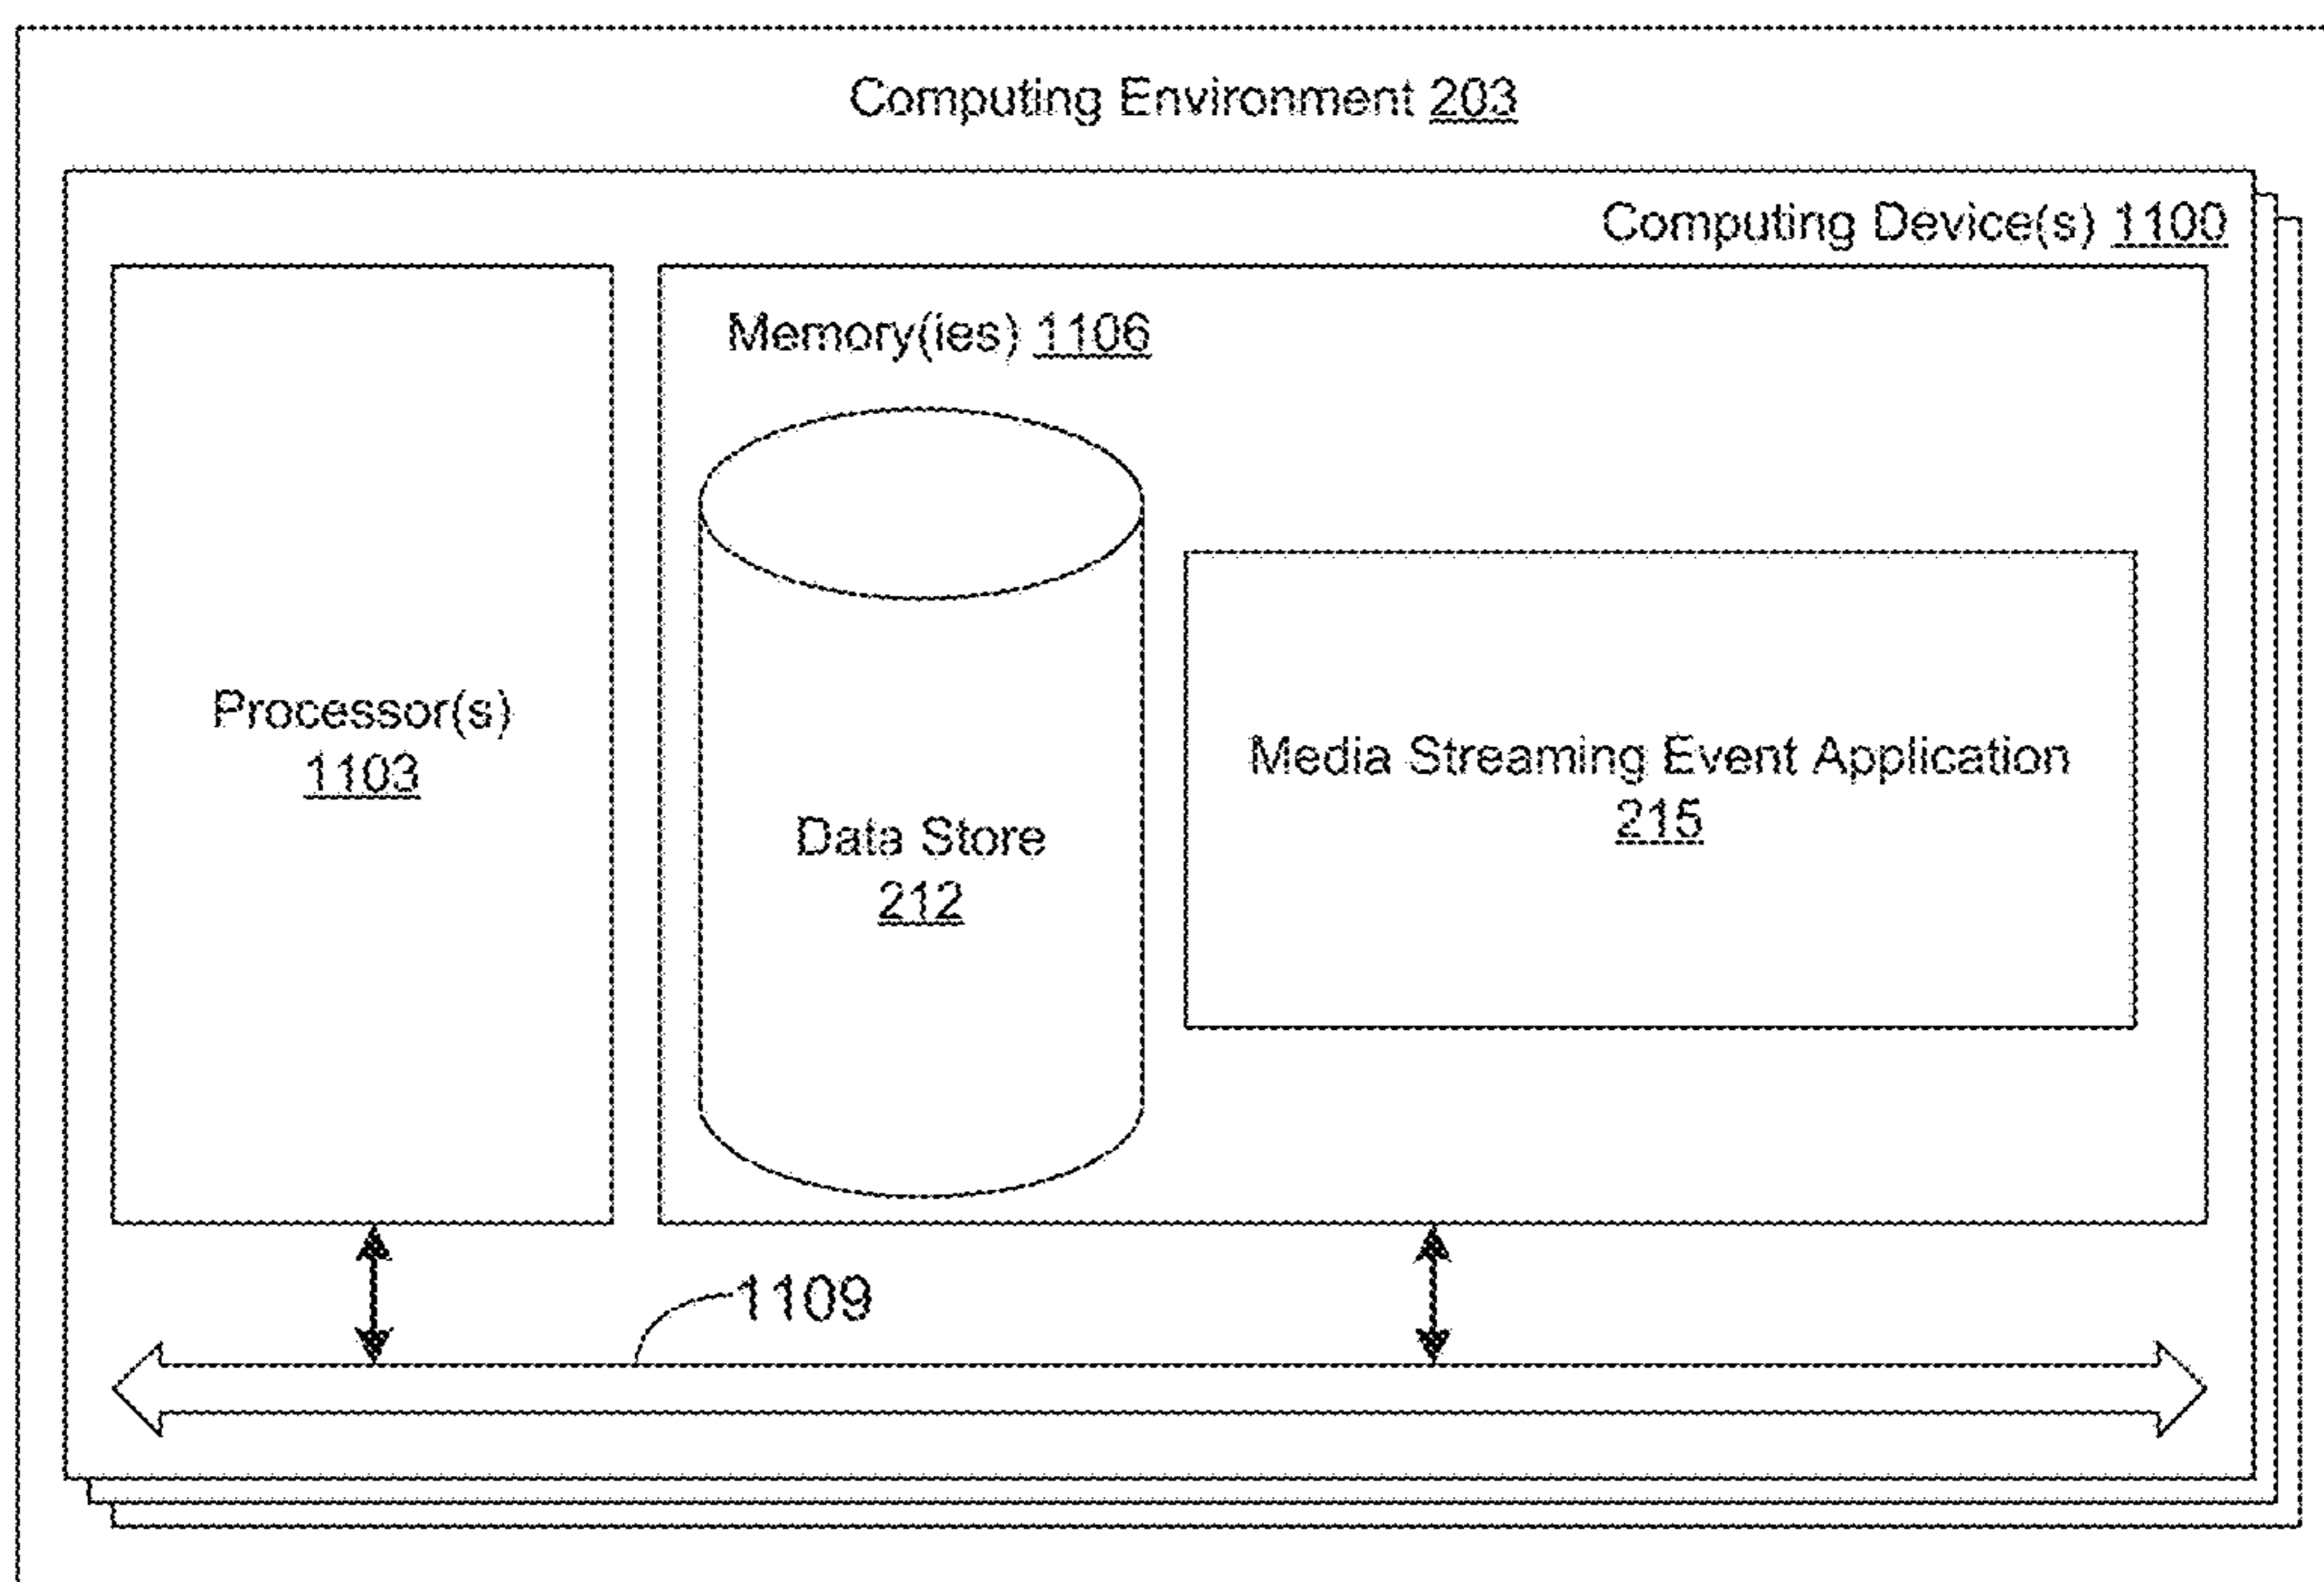 Computing Environment 203
Computing Device(s) 1100
Memory(ies) 1106
Processor(s)
1103
Data Store
212
Media Streaming Event Application
215
1109